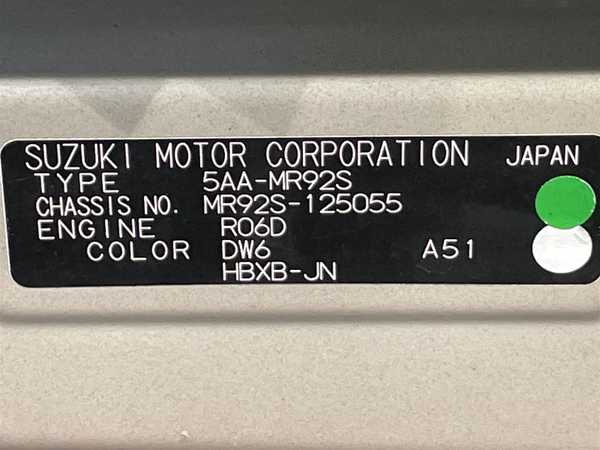 SUZUKI MOTOR CORPORATION JAPAN
TYPE 5AA-MR92S
CHASSIS NO. MR92S-125055
ENGINE R06D
COLOR DW6 A51
HBXB-JN